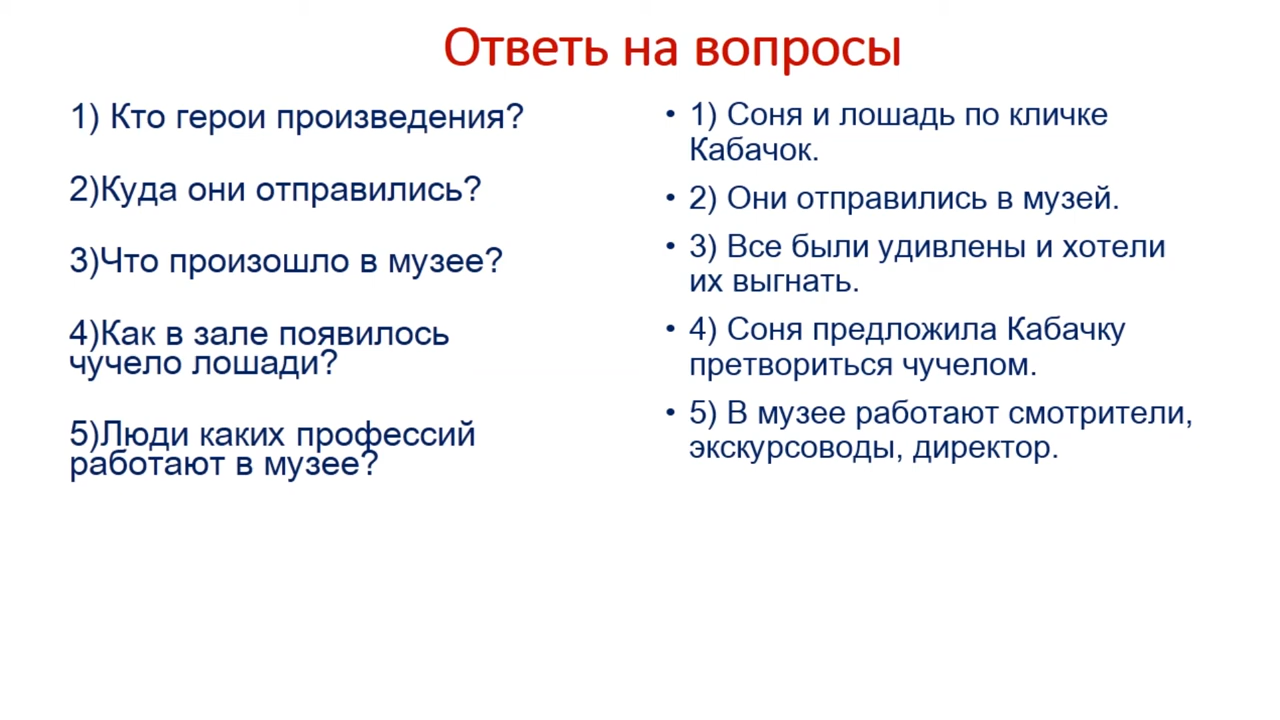 Ответь на вопросы
1) Кто герои произведения?
2)Куда они отправились?
3)Что произошло в музее?
4)Как в зале появилось
чучело лошади?
5)Люди каких профессий
работают в музее?
• 1) Соня и лошадь по кличке
Кабачок.
• 2) Они отправились в музей.
• 3) Все были удивлены и хотели
их выгнать.
• 4) Соня предложила Кабачку
претвориться чучелом.
• 5) В музее работают смотрители,
экскурсоводы, директор.